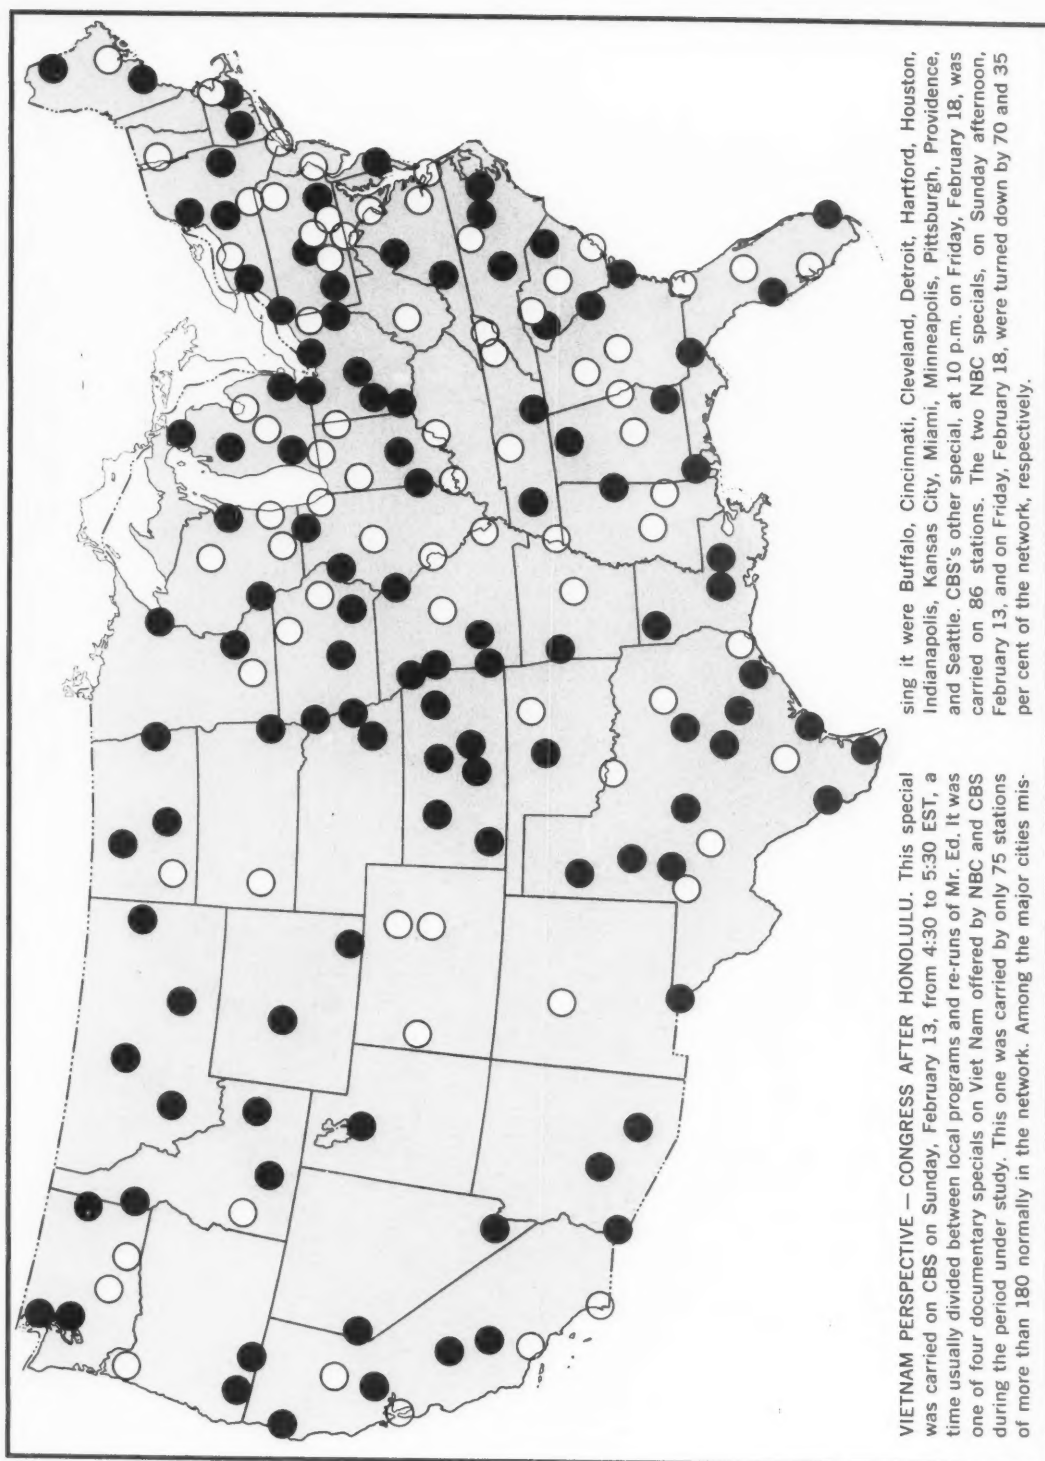 VIETNAM PERSPECTIVE — CONGRESS AFTER HONOLULU. This special
was carried on CBS on Sunday, February 13, from 4:30 to 5:30 EST, a
time usually divided between local programs and re-runs of Mr. Ed. It was
one of four documentary specials on Viet Nam offered by NBC and CBS
during the period under study. This one was carried by only 75 stations
of more than 180 normally in the network. Among the major cities mis-
sing it were Buffalo, Cincinnati, Cleveland, Detroit, Hartford, Houston,
Indianapolis, Kansas City, Miami, Minneapolis, Pittsburgh, Providence,
and Seattle. CBS's other special, at 10 p.m. on Friday, February 18, was
carried on 86 stations. The two NBC specials, on Sunday afternoon,
February 13, and on Friday, February 18, were turned down by 70 and 35
per cent of the network, respectively.